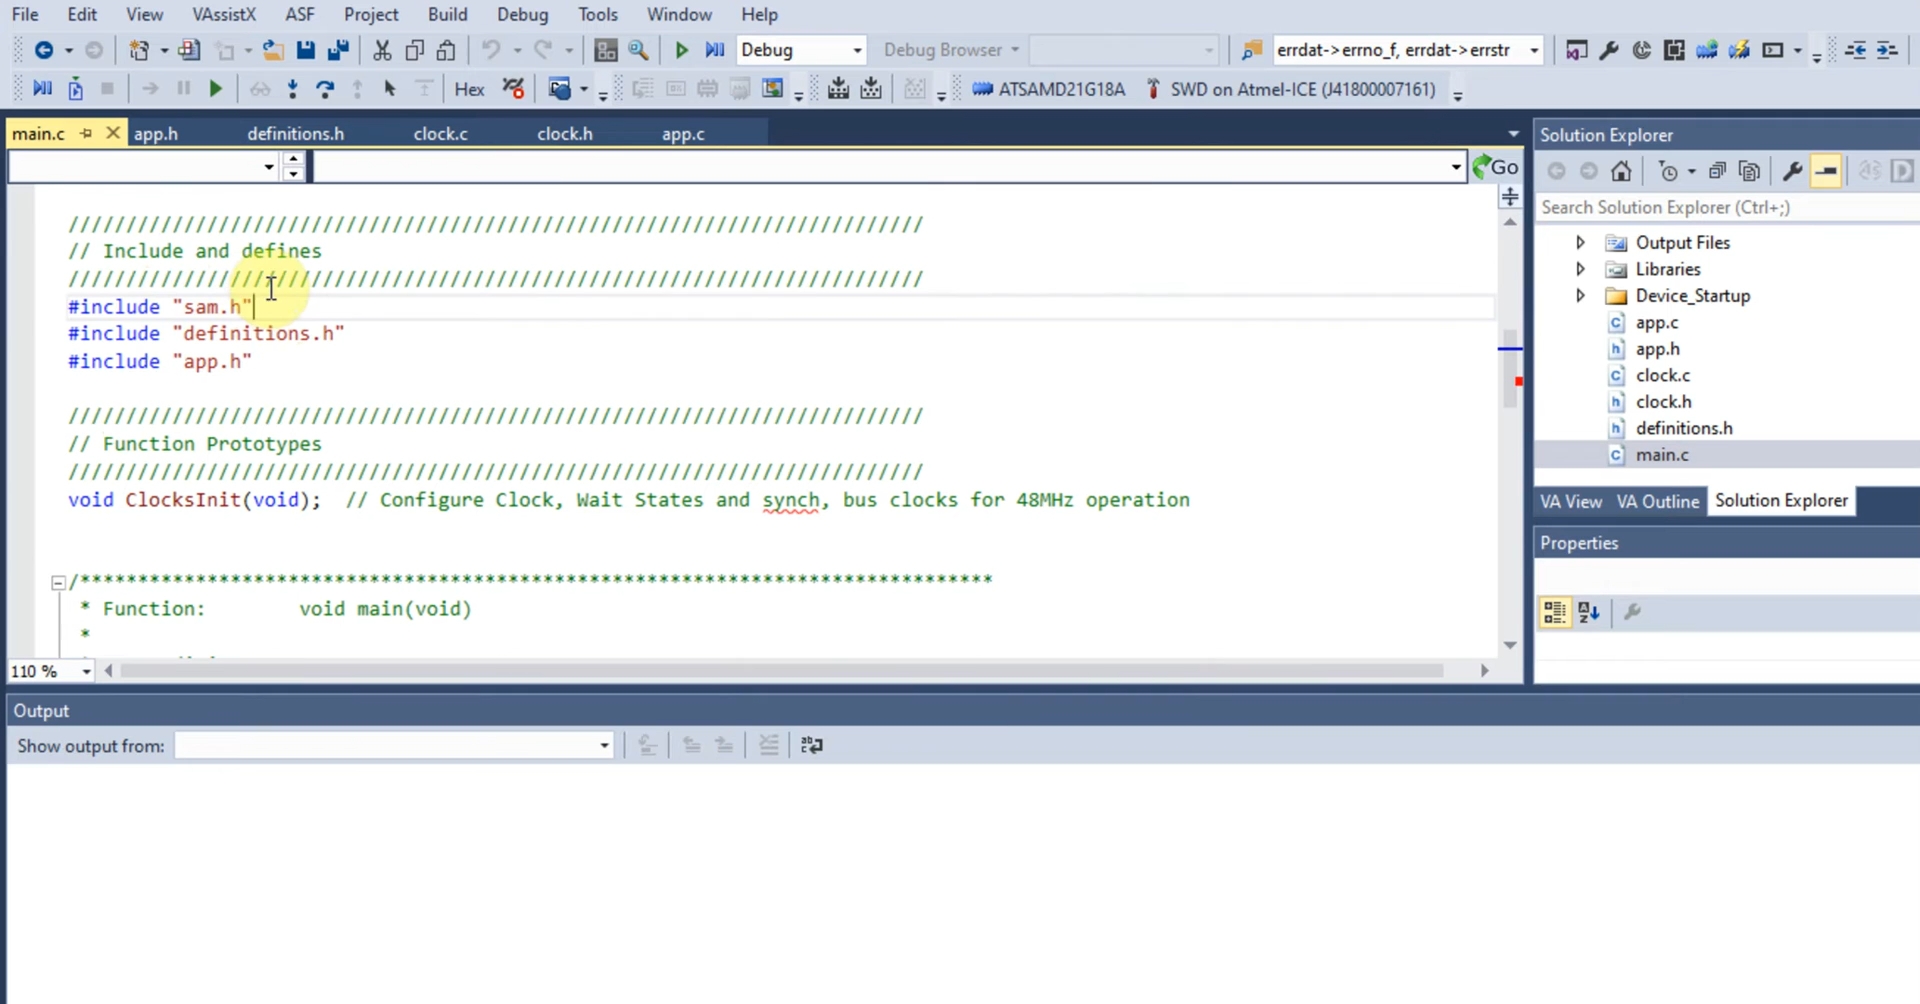 File Edit View VAssistX ASF Project Build Debug Tools Window Help
Debug Debug Browser errdat->errno_f, errdat->errstr
Hex ATSAMD21G18A SWD on Atmel-ICE (J41800007161)
main.c app.h definitions.h clock.c clock.h app.c
Go
//////////////////////////////////////////////////////////////////////////
// Include and defines
//////////////////////////////////////////////////////////////////////////
#include "sam.h"
#include "definitions.h"
#include "app.h"
//////////////////////////////////////////////////////////////////////////
// Function Prototypes
//////////////////////////////////////////////////////////////////////////
void ClocksInit(void);  // Configure Clock, Wait States and synch, bus clocks for 48MHz operation
/*******************************************************************************
* Function:        void main(void)
*
110 %
Solution Explorer
Search Solution Explorer (Ctrl+;)
Output Files
Libraries
Device_Startup
app.c
app.h
clock.c
clock.h
definitions.h
main.c
VA View VA Outline Solution Explorer
Properties
Output
Show output from: